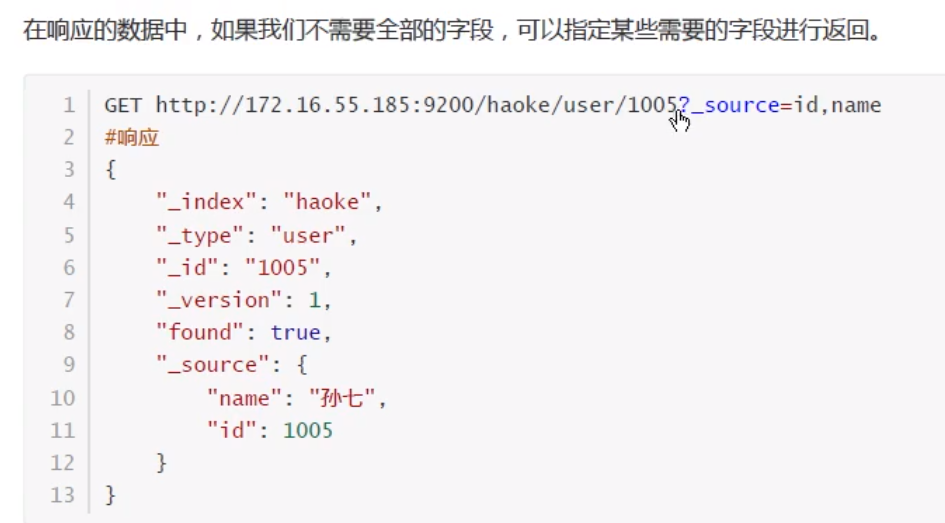 在响应的数据中，如果我们不需要全部的字段，可以指定某些需要的字段进行返回。
1 GET http://172.16.55.185:9200/haoke/user/1005?_source=id,name
2 #响应
3 {
4     "_index": "haoke",
5     "_type": "user",
6     "_id": "1005",
7     "_version": 1,
8     "found": true,
9     "_source": {
10         "name": "孙七",
11         "id": 1005
12     }
13 }